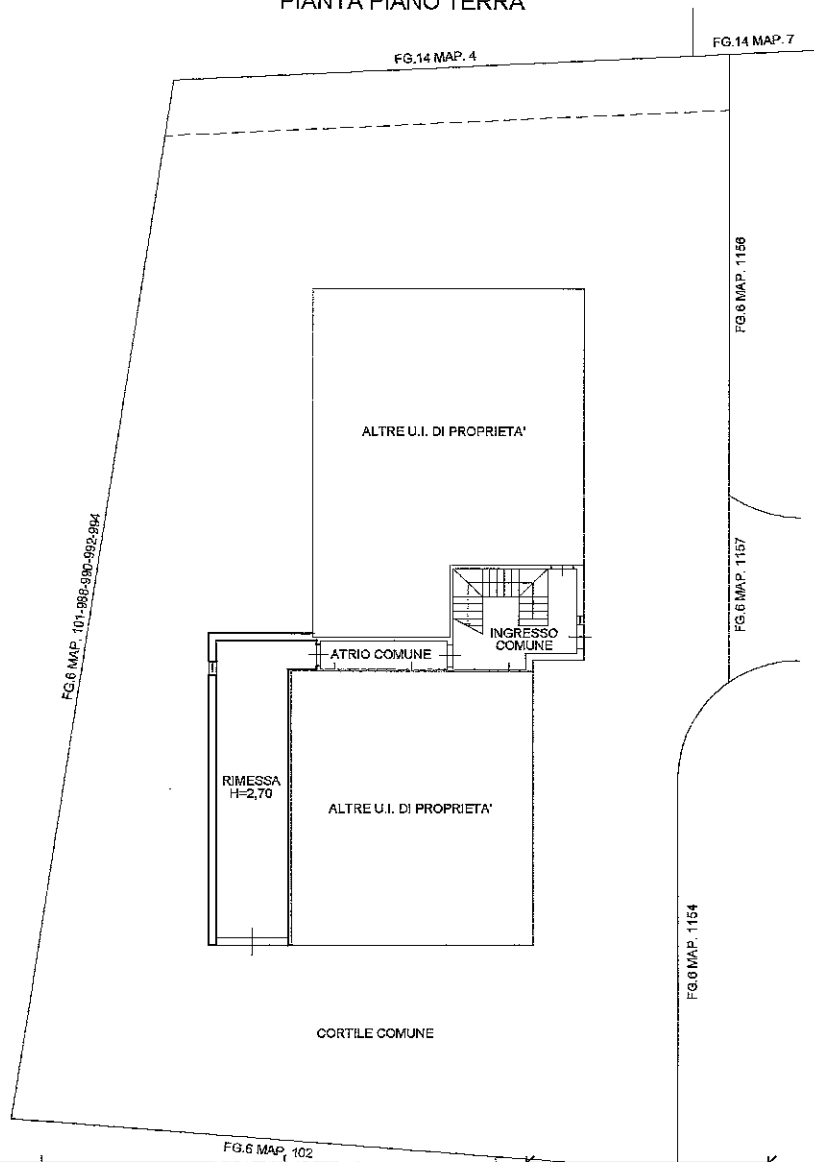 PIANTA PIANO TERRA
FG.14 MAP. 4
FG.14 MAP. 7
FG.6 MAP. 1156
ALTRE U.I. DI PROPRIETA'
FG.6 MAP. 101-988-990-992-994
FG.6 MAP. 1157
INGRESSO
COMUNE
ATRIO COMUNE
RIMESSA
H=2,70
ALTRE U.I. DI PROPRIETA'
FG.6 MAP. 1154
CORTILE COMUNE
FG.6 MAP. 102